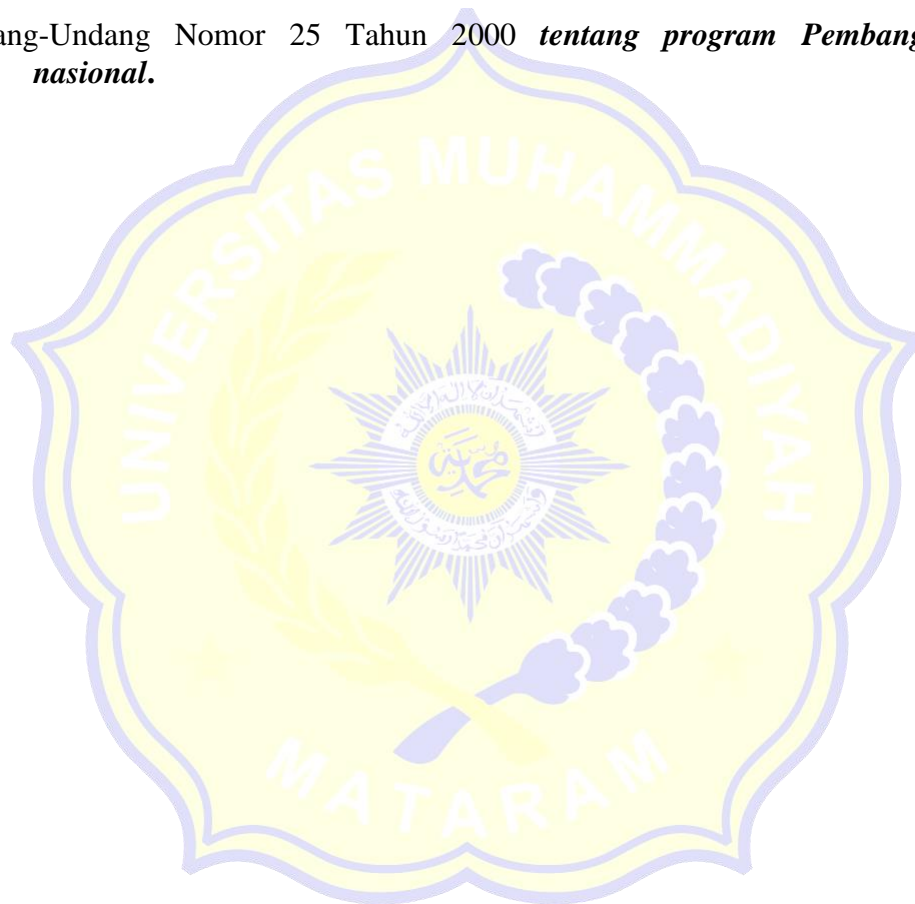 ang-Undang Nomor 25 Tahun 2000 tentang program Pembang
nasional.
UNIVERSITAS MUHAMMADIYAH
MATARAM